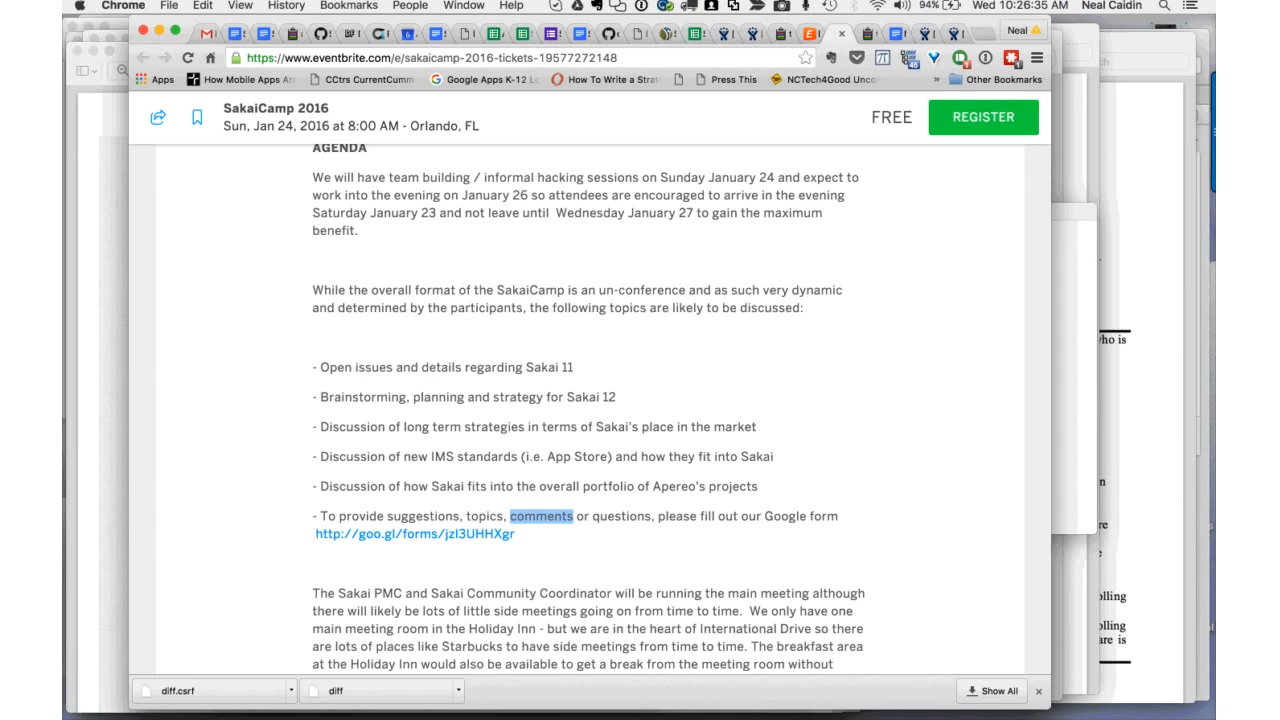 Chrome File Edit View History Bookmarks People Window Help 94% Wed 10:26:35 AM Neal Caidin
Neal
https://www.eventbrite.com/e/sakaicamp-2016-tickets-19577272148
Apps How Mobile Apps Are CCtrs CurrentCumm Google Apps K-12 How To Write a Strat Press This NCTech4Good Unco » Other Bookmarks
SakaiCamp 2016
Sun, Jan 24, 2016 at 8:00 AM - Orlando, FL
FREE REGISTER
AGENDA
We will have team building / informal hacking sessions on Sunday January 24 and expect to
work into the evening on January 26 so attendees are encouraged to arrive in the evening
Saturday January 23 and not leave until Wednesday January 27 to gain the maximum
benefit.
While the overall format of the SakaiCamp is an un-conference and as such very dynamic
and determined by the participants, the following topics are likely to be discussed:
- Open issues and details regarding Sakai 11
- Brainstorming, planning and strategy for Sakai 12
- Discussion of long term strategies in terms of Sakai's place in the market
- Discussion of new IMS standards (i.e. App Store) and how they fit into Sakai
- Discussion of how Sakai fits into the overall portfolio of Apereo's projects
- To provide suggestions, topics, comments or questions, please fill out our Google form
http://goo.gl/forms/jzI3UHHXgr
The Sakai PMC and Sakai Community Coordinator will be running the main meeting although
there will likely be lots of little side meetings going on from time to time. We only have one
main meeting room in the Holiday Inn - but we are in the heart of International Drive so there
are lots of places like Starbucks to have side meetings from time to time. The breakfast area
at the Holiday Inn would also be available to get a break from the meeting room without
diff.csrf diff Show All
who is
olling
olling
are is